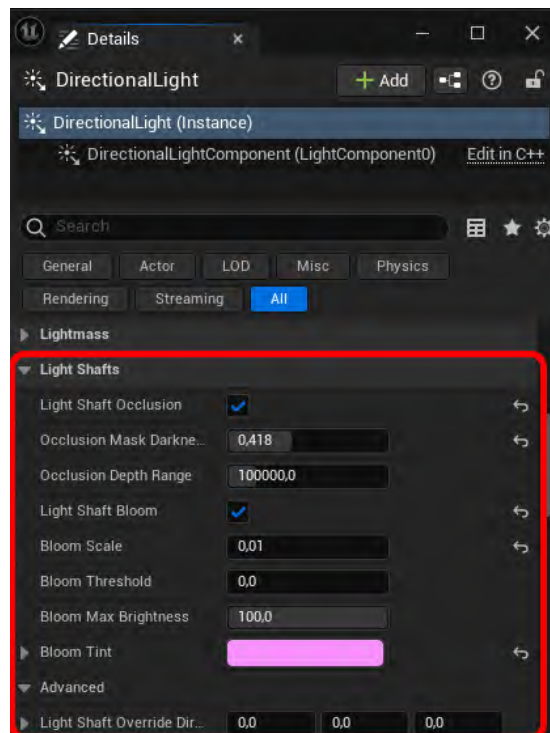 Details
DirectionalLight
+ Add
DirectionalLight (Instance)
DirectionalLightComponent (LightComponent0) Edit in C++
Search
General Actor LOD Misc Physics
Rendering Streaming All
Lightmass
Light Shafts
Light Shaft Occlusion
Occlusion Mask Darkne... 0,418
Occlusion Depth Range 100000,0
Light Shaft Bloom
Bloom Scale 0,01
Bloom Threshold 0,0
Bloom Max Brightness 100,0
Bloom Tint
Advanced
Light Shaft Override Dir... 0,0 0,0 0,0